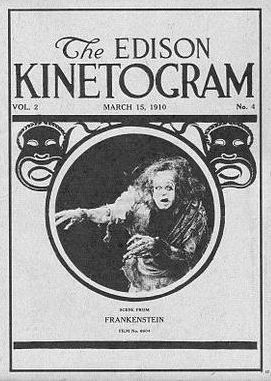 The EDISON
KINETOGRAM
VOL. 2 MARCH 15, 1910 No. 4
SCENE FROM
FRANKENSTEIN
FILM No. 6604